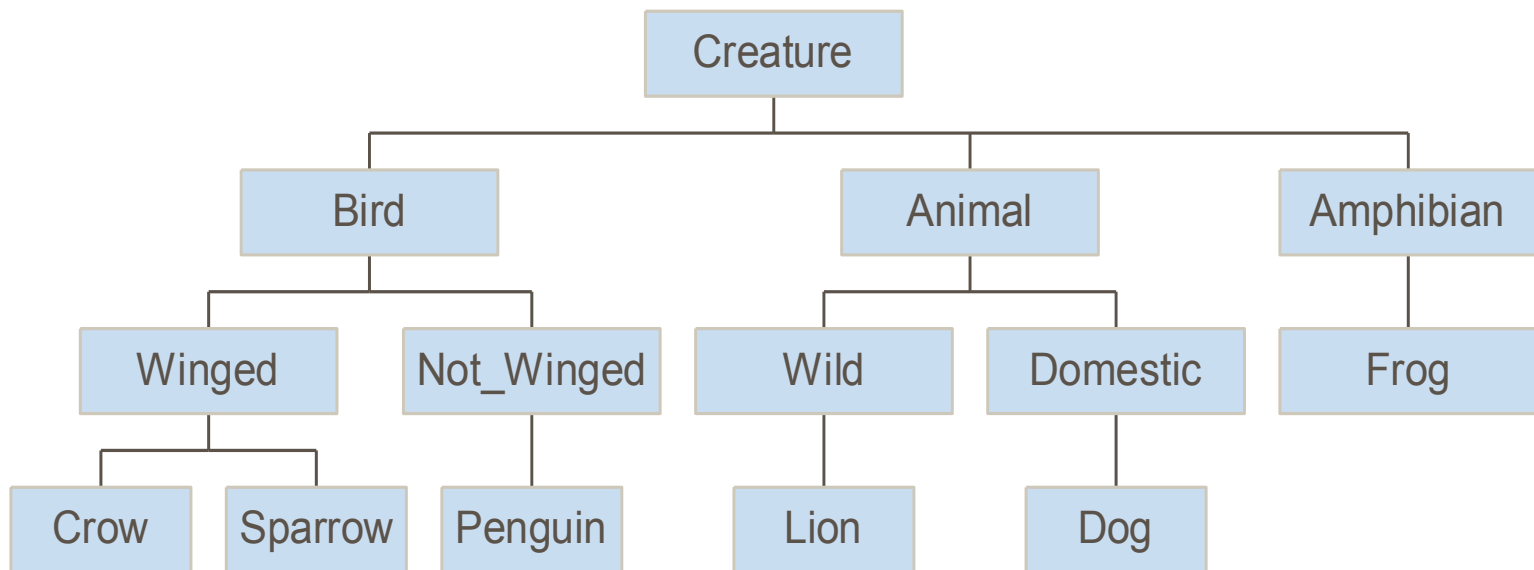 Creature
Bird
Animal
Amphibian
Winged
Not_Winged
Wild
Domestic
Frog
Crow
Sparrow
Penguin
Lion
Dog